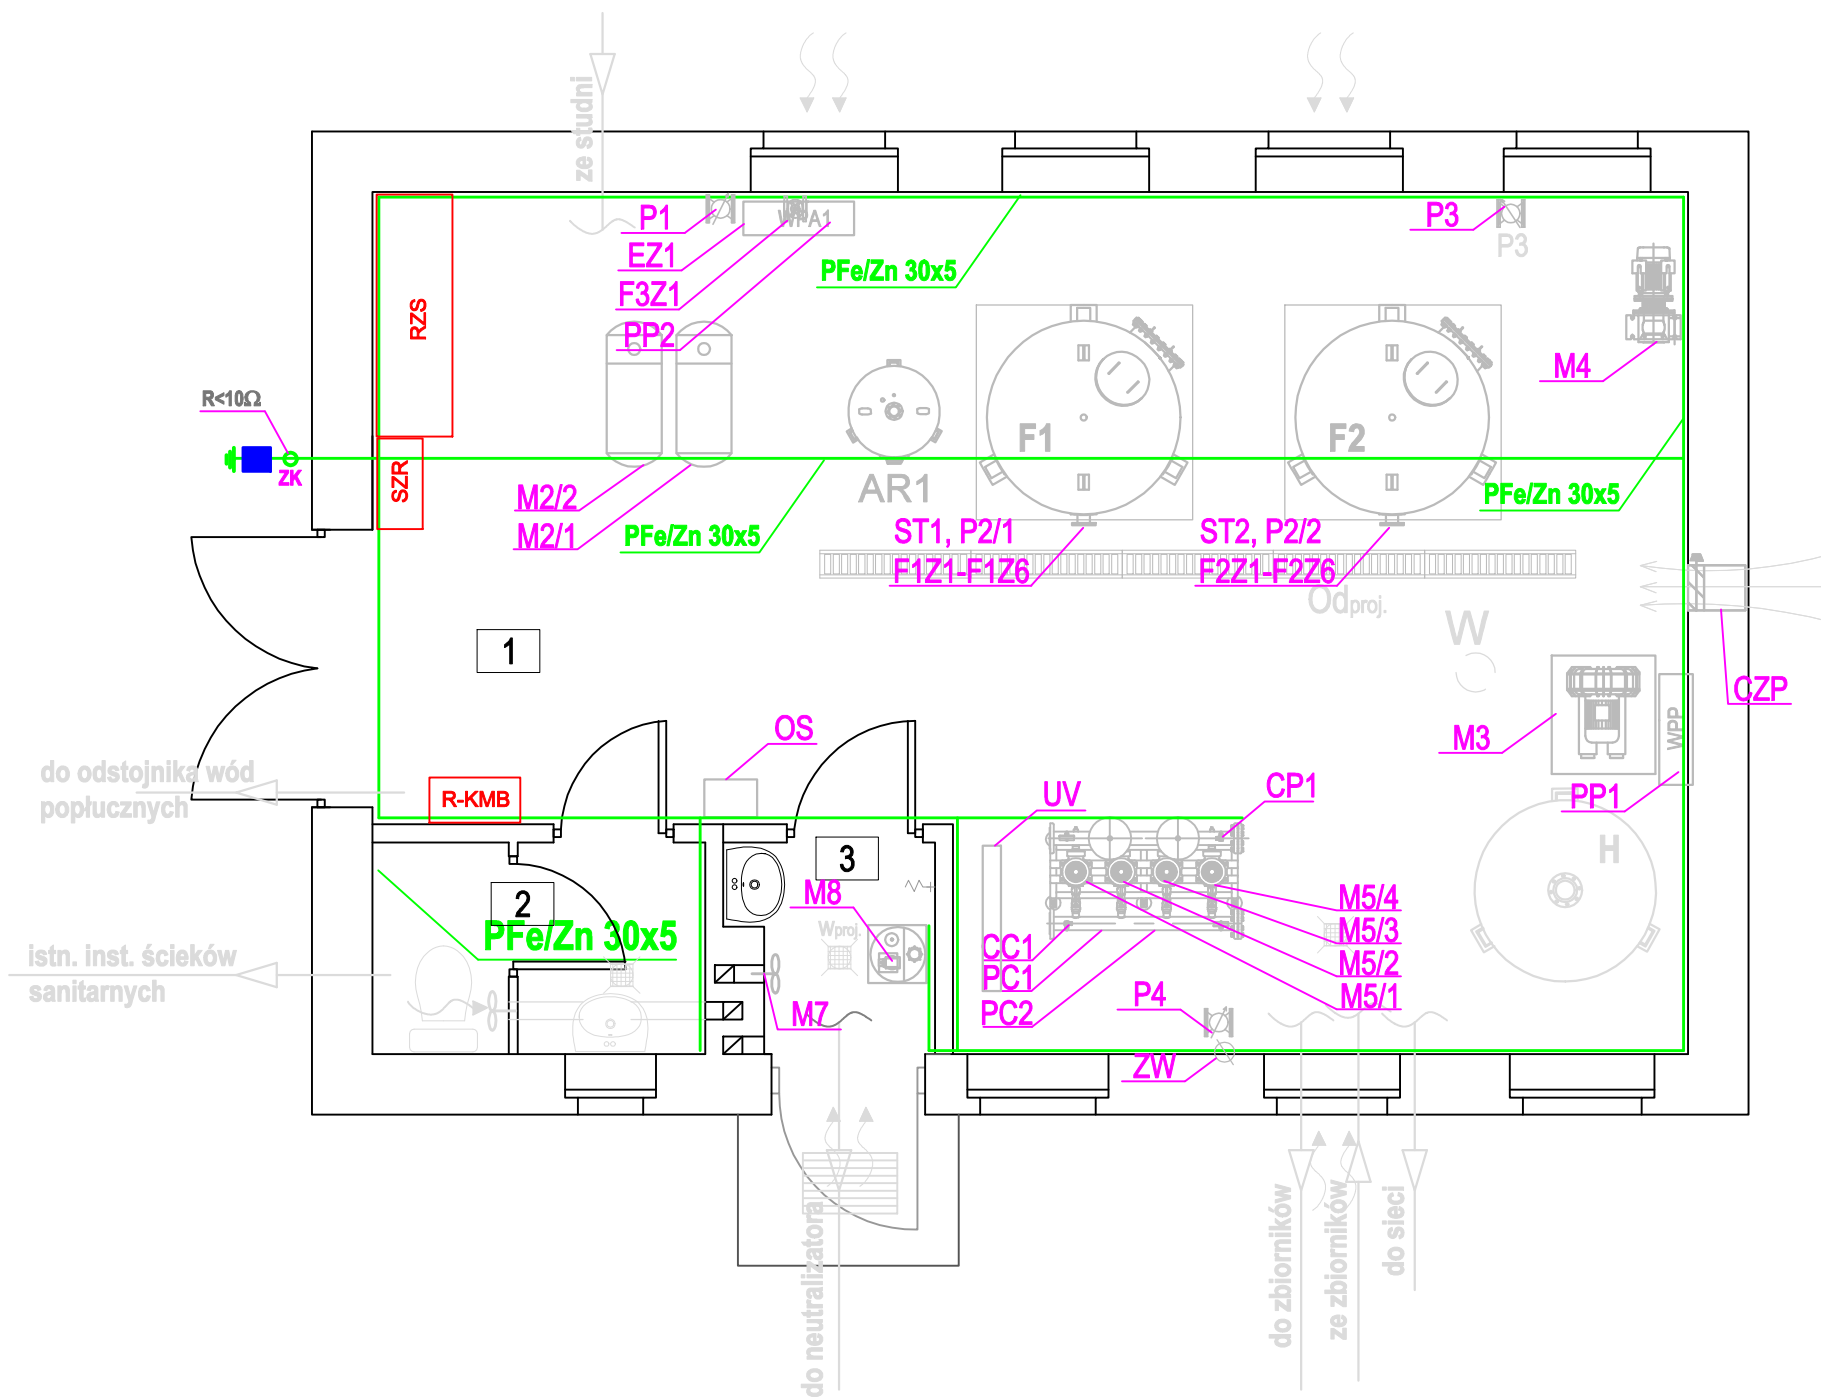 ze studni
P1
WPA1
P3
P3
EZ1
PFe/Zn 30x5
F3Z1
RZS
PP2
M4
R<10Ω
F1
F2
ZK
SZR
AR1
M2/2
PFe/Zn 30x5
M2/1
PFe/Zn 30x5
ST1, P2/1
F1Z1-F1Z6
ST2, P2/2
F2Z1-F2Z6
Odproj.
W
1
CZP
OS
M3
WPP
do odstojnika wód
popłucznych
R-KMB
UV
CP1
PP1
3
H
2
M8
M5/4
PFe/Zn 30x5
Wproj.
M5/3
CC1
istn. inst. ścieków
sanitarnych
M5/2
PC1
M5/1
P4
M7
PC2
ZW
do neutralizatora
do zbiorników
ze zbiorników
do sieci